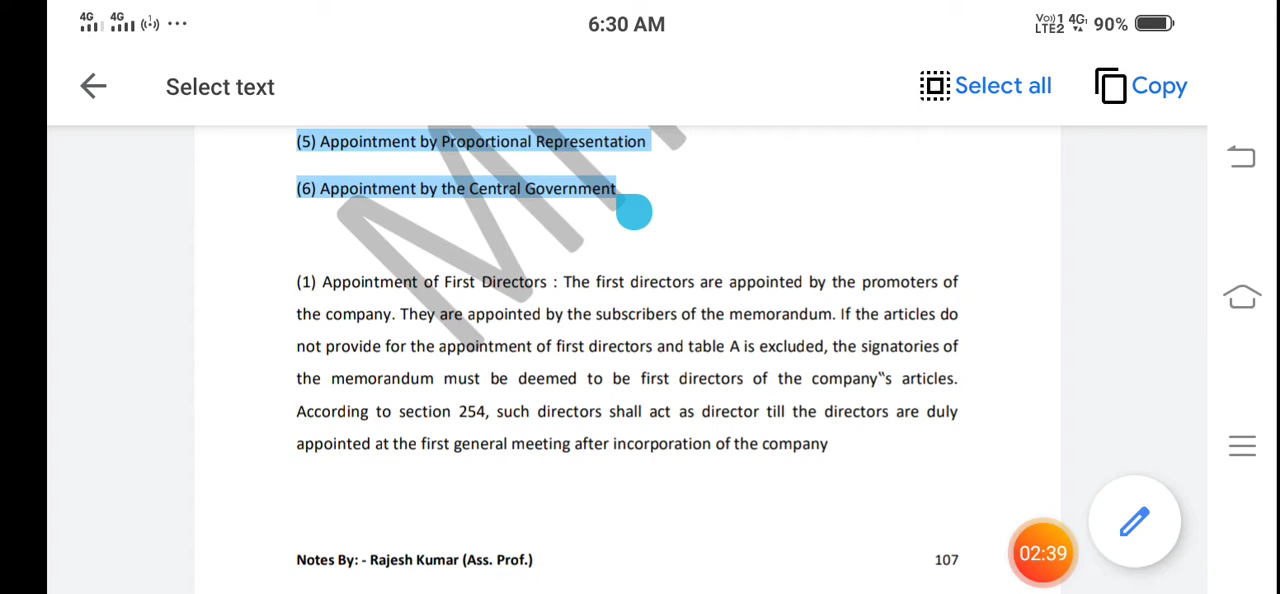 4G 4G 6:30 AM Vo))1 4G 90%
LTE2
Select text Select all Copy
(5) Appointment by Proportional Representation
(6) Appointment by the Central Government
(1) Appointment of First Directors : The first directors are appointed by the promoters of
the company. They are appointed by the subscribers of the memorandum. If the articles do
not provide for the appointment of first directors and table A is excluded, the signatories of
the memorandum must be deemed to be first directors of the company‟s articles.
According to section 254, such directors shall act as director till the directors are duly
appointed at the first general meeting after incorporation of the company
Notes By: - Rajesh Kumar (Ass. Prof.) 107
02:39